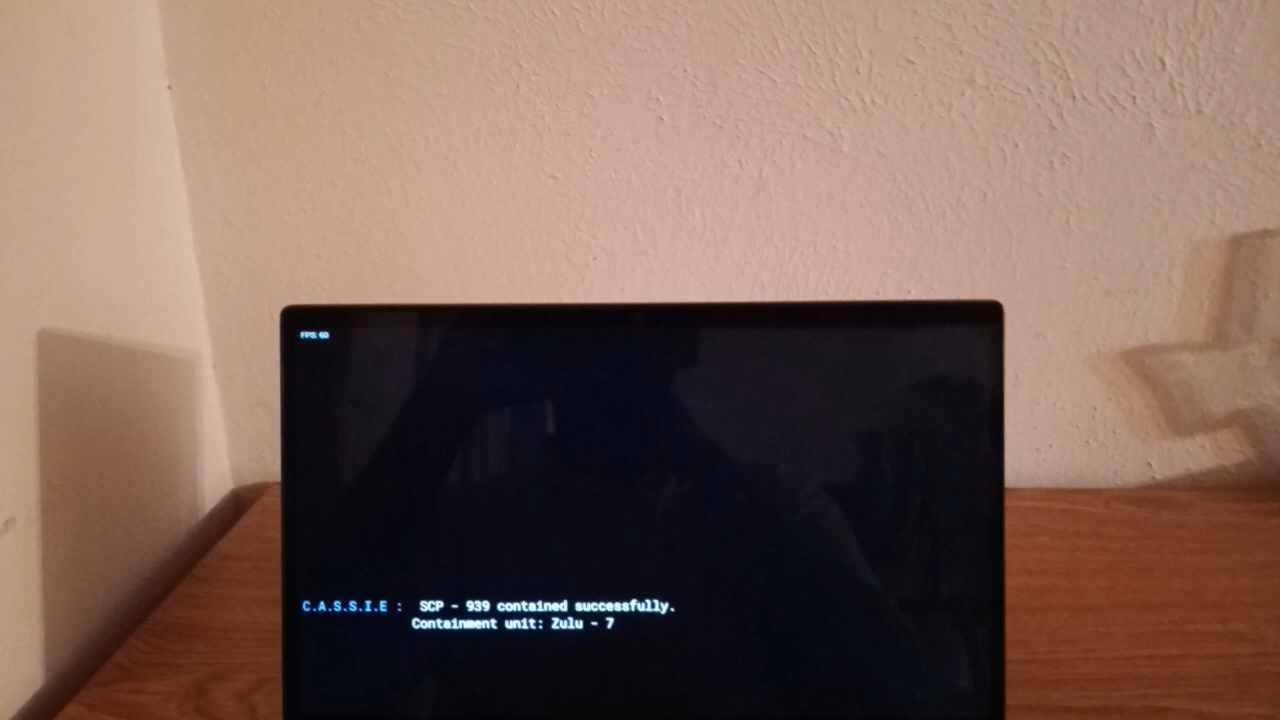 FPS: 60
C.A.S.S.I.E : SCP - 939 contained successfully.
Containment unit: Zulu - 7